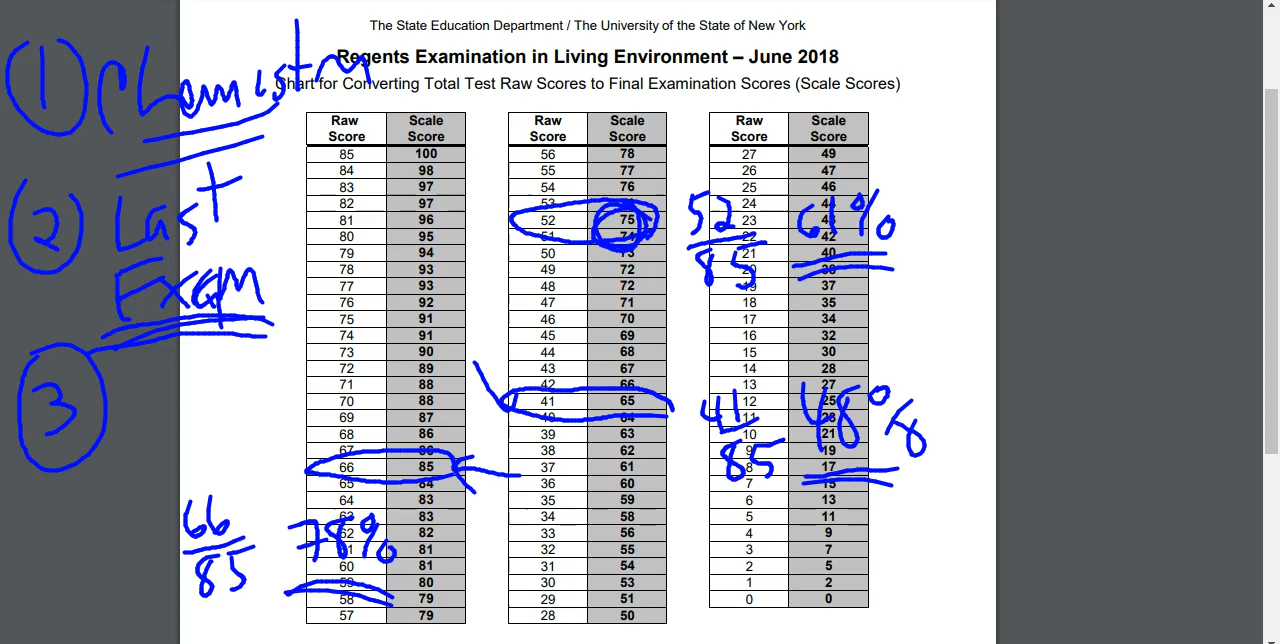 The State Education Department / The University of the State of New York
Regents Examination in Living Environment – June 2018
Chart for Converting Total Test Raw Scores to Final Examination Scores (Scale Scores)
1 Chemistry
2 Last
Exam
3
Raw Scale Raw Scale Raw Scale
Score Score Score Score Score Score
85 100 56 78 27 49
84 98 55 77 26 47
83 97 54 76 25 46
82 97 53 24 44
81 96 52 75 23 43
80 95 51 74 22 42
79 94 50 73 21 40
78 93 49 72 20 38
77 93 48 72 19 37
76 92 47 71 18 35
75 91 46 70 17 34
74 91 45 69 16 32
73 90 44 68 15 30
72 89 43 67 14 28
71 88 42 66 13 27
70 88 41 65 12 25
69 87 40 64 11 23
68 86 39 63 10 21
67 86 38 62 9 19
66 85 37 61 8 17
65 84 36 60 7 15
64 83 35 59 6 13
63 83 34 58 5 11
62 82 33 56 4 9
61 81 32 55 3 7
60 81 31 54 2 5
59 80 30 53 1 2
58 79 29 51 0 0
57 79 28 50
52 61%
85
41 48%
85
66 78%
85